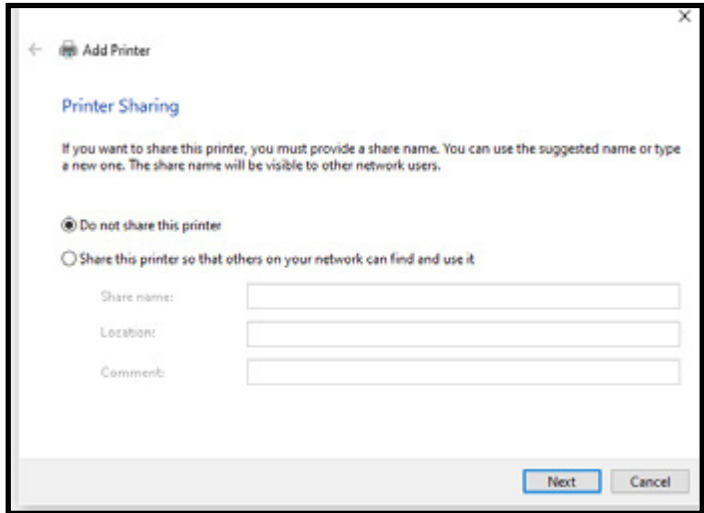 Add Printer
Printer Sharing
If you want to share this printer, you must provide a share name. You can use the suggested name or type
a new one. The share name will be visible to other network users.
Do not share this printer
Share this printer so that others on your network can find and use it
Share name:
Location:
Comment:
Next Cancel